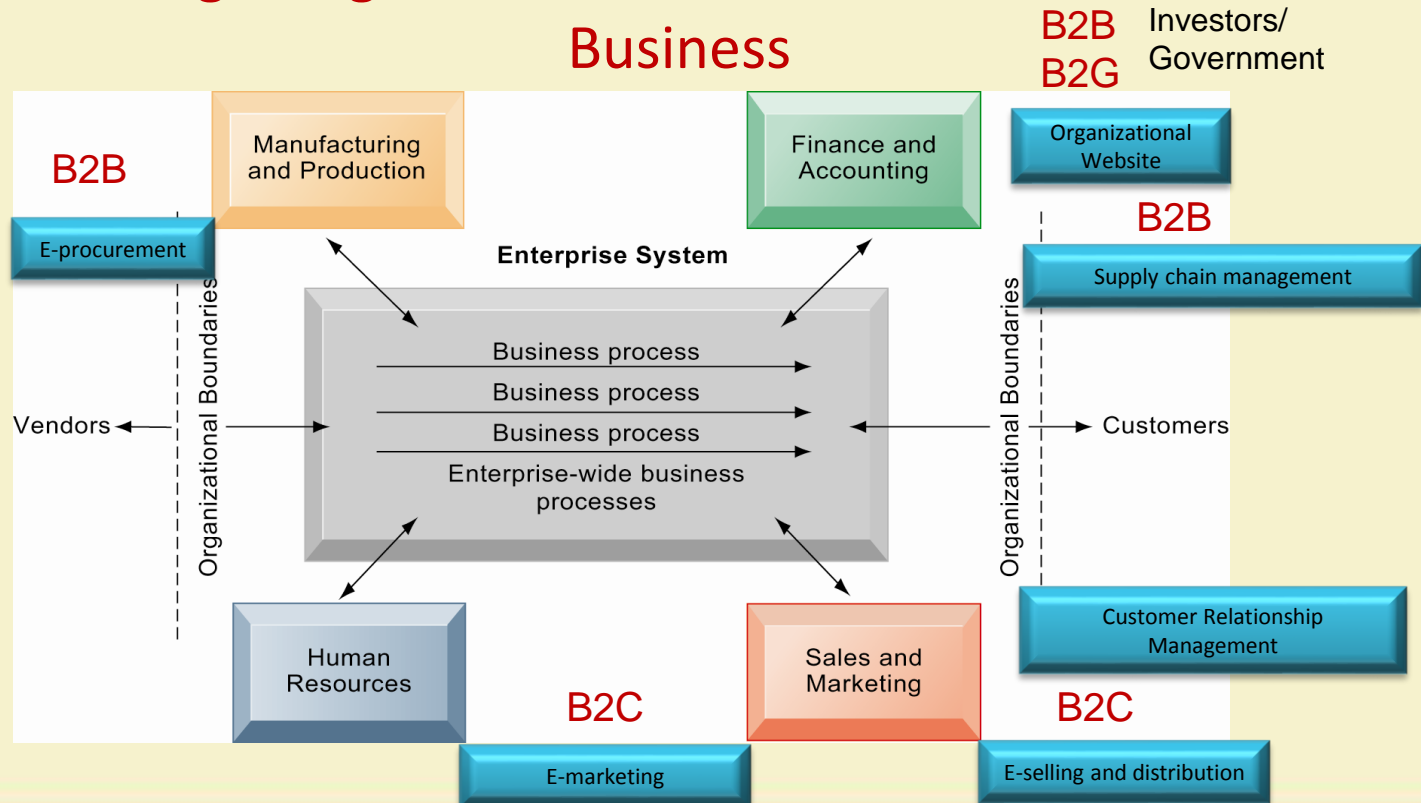 Business
B2B
Investors/
Government
B2G
Manufacturing
and Production
Finance and
Accounting
Organizational
Website
B2B
B2B
E-procurement
Enterprise System
Supply chain management
Organizational Boundaries
Organizational Boundaries
Business process
Business process
Business process
Enterprise-wide business
processes
Vendors
Customers
Customer Relationship
Management
Human
Resources
Sales and
Marketing
B2C
B2C
E-marketing
E-selling and distribution